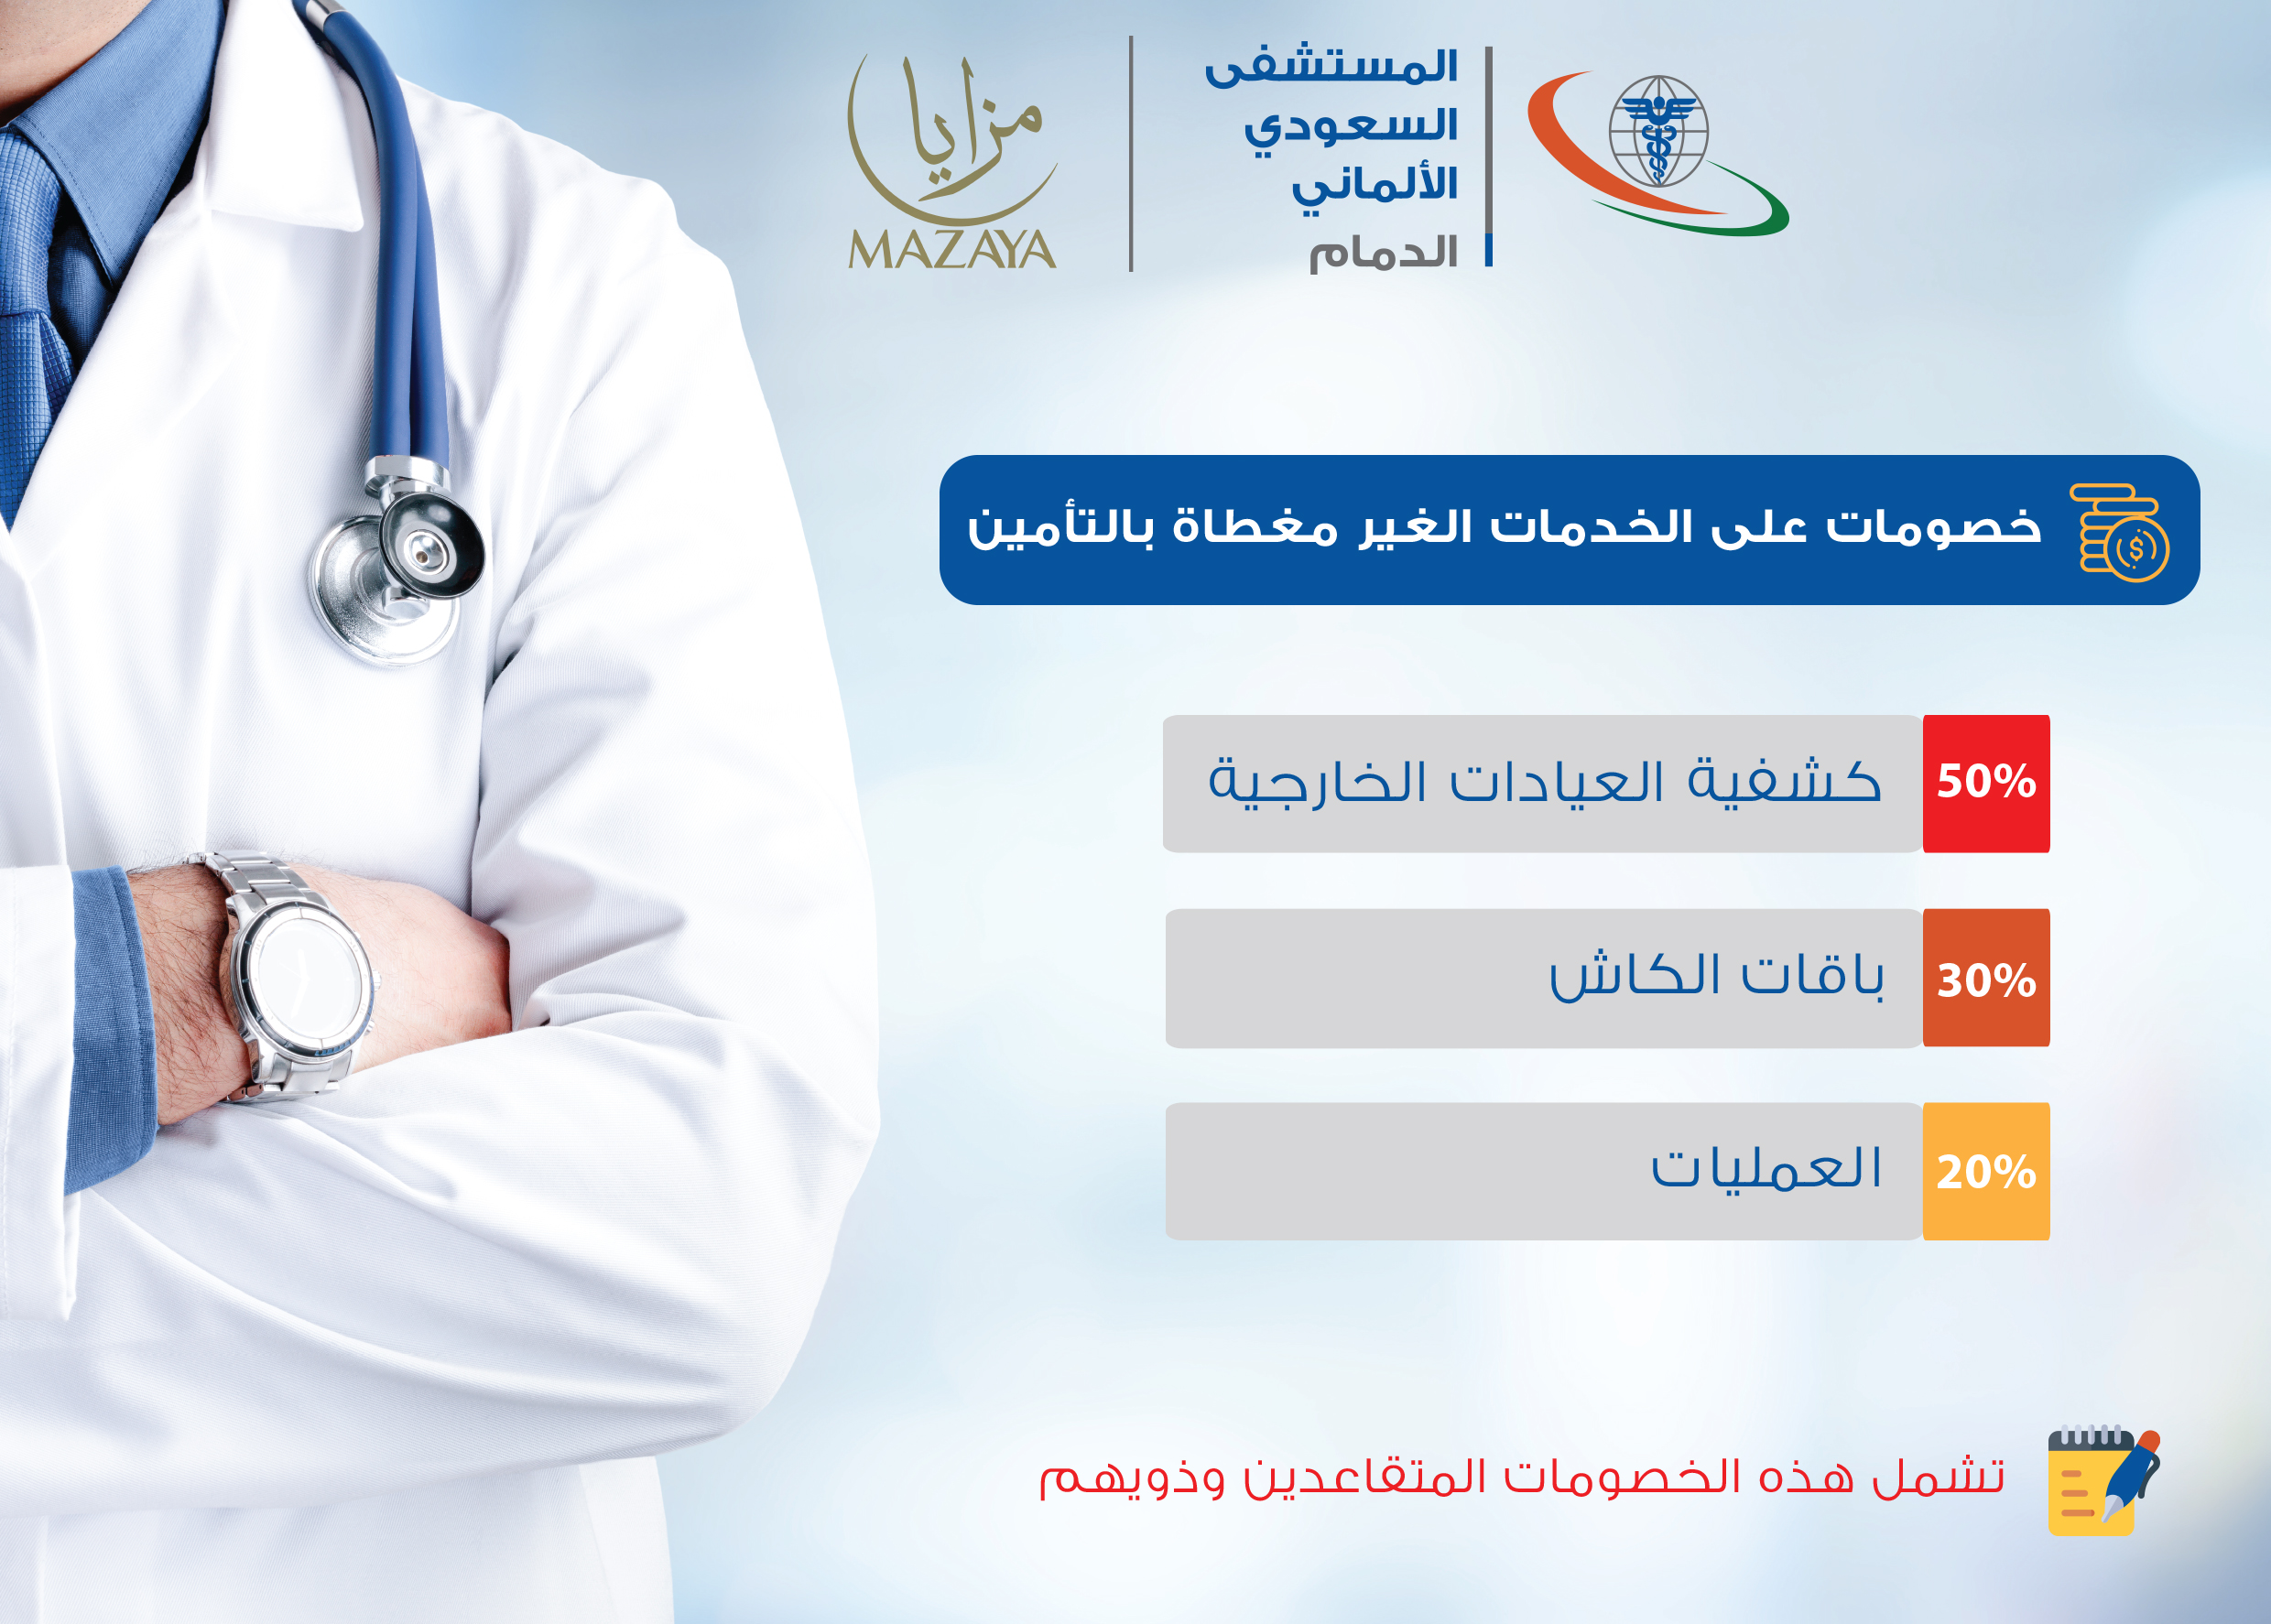 المستشفى
السعودي
الألماني
الدمام
مزايا
MAZAYA
خصومات على الخدمات الغير مغطاة بالتأمين
50% كشفية العيادات الخارجية
30% باقات الكاش
20% العمليات
تشمل هذه الخصومات المتقاعدين وذويهم